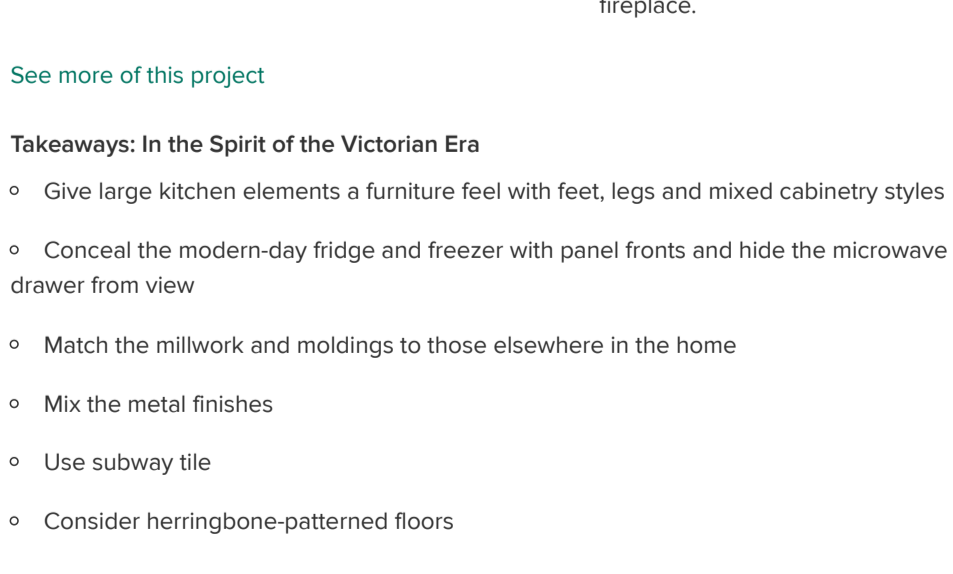 fireplace.
See more of this project
Takeaways: In the Spirit of the Victorian Era
Give large kitchen elements a furniture feel with feet, legs and mixed cabinetry styles
Conceal the modern-day fridge and freezer with panel fronts and hide the microwave
drawer from view
Match the millwork and moldings to those elsewhere in the home
Mix the metal finishes
Use subway tile
Consider herringbone-patterned floors